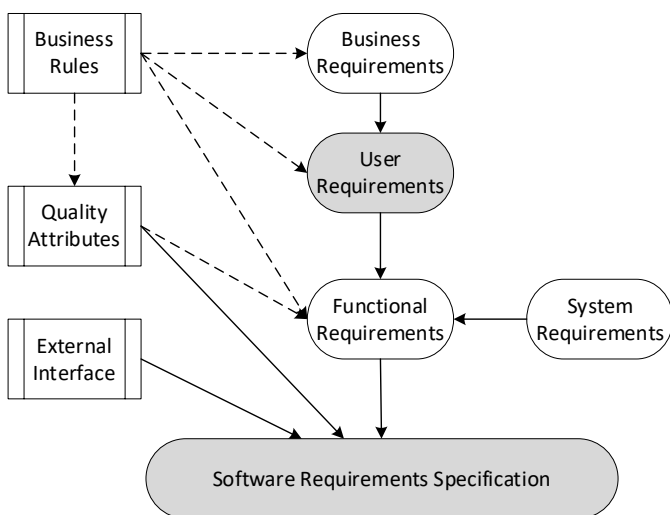 Business
Rules
Business
Requirements
User
Requirements
Quality
Attributes
Functional
Requirements
System
Requirements
External
Interface
Software Requirements Specification